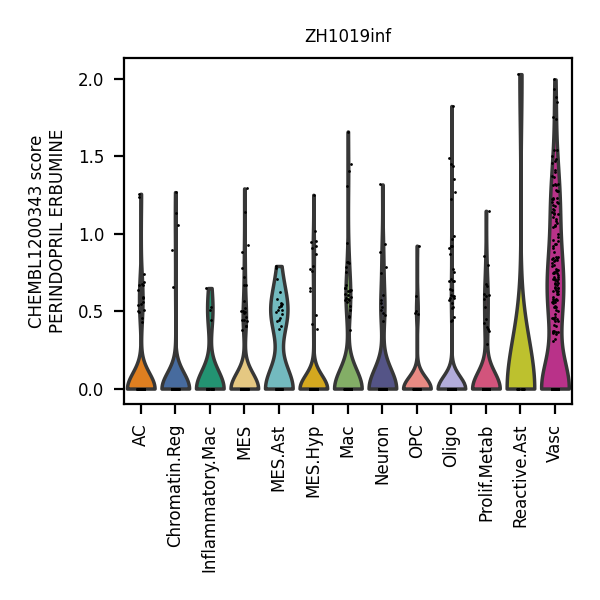 ZH1019inf
CHEMBL1200343 score
PERINDOPRIL ERBUMINE
2.0
1.5
1.0
0.5
0.0
AC
Chromatin.Reg
Inflammatory.Mac
MES
MES.Ast
MES.Hyp
Mac
Neuron
OPC
Oligo
Prolif.Metab
Reactive.Ast
Vasc